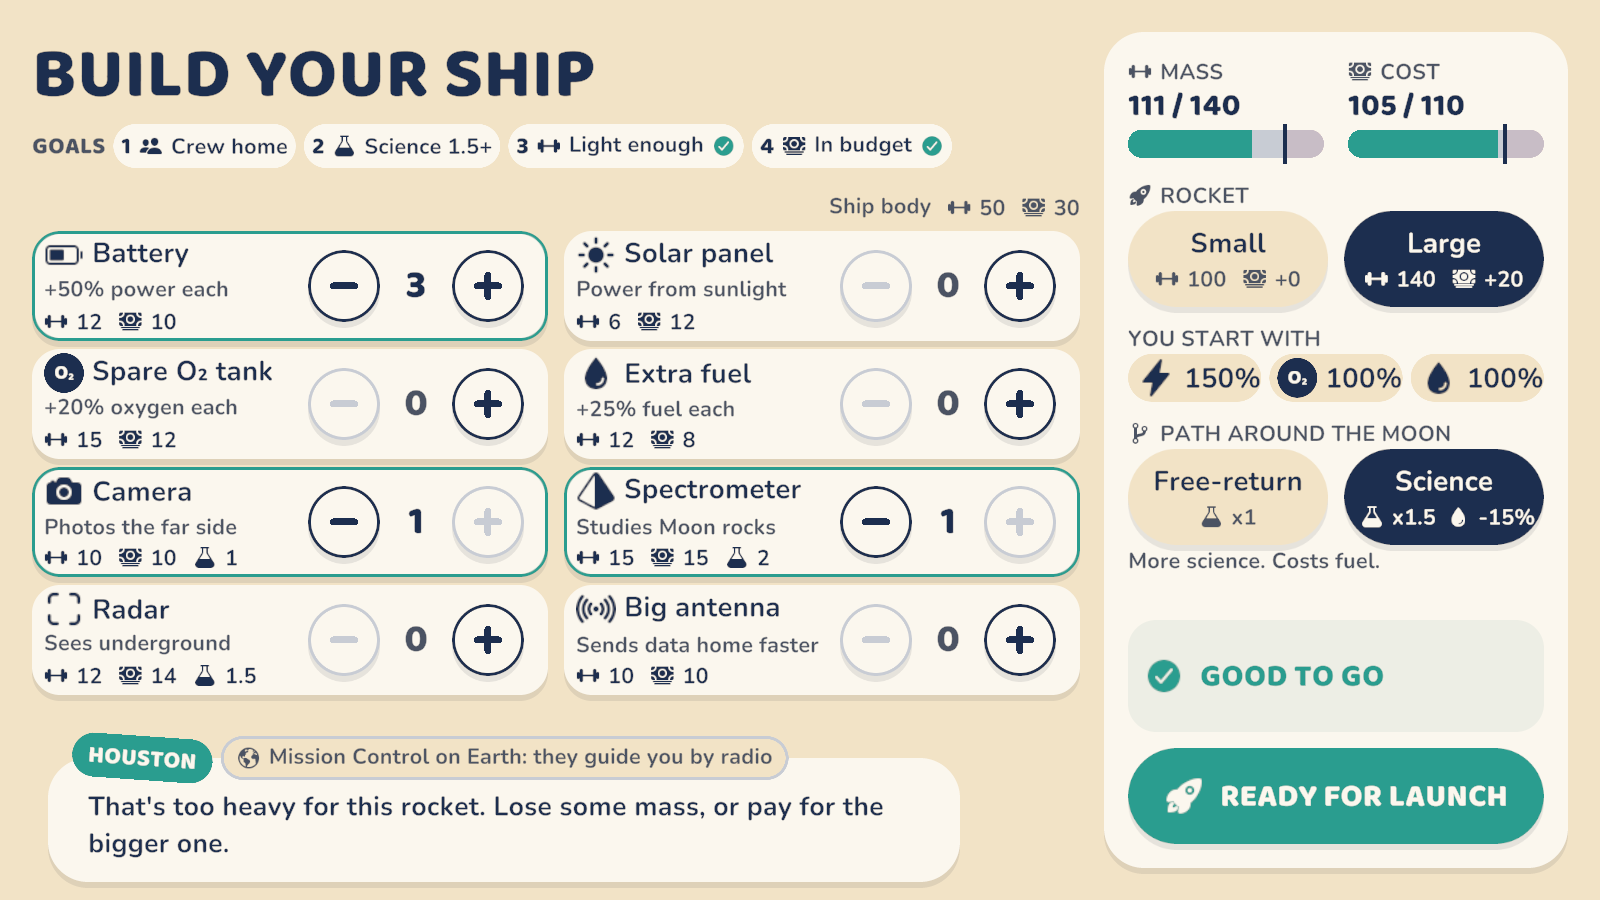 BUILD YOUR SHIP
GOALS 1 Crew home 2 Science 1.5+ 3 Light enough 4 In budget
Ship body 50 30
Battery
+50% power each
12 10
3
Solar panel
Power from sunlight
6 12
0
Spare O₂ tank
+20% oxygen each
15 12
0
Extra fuel
+25% fuel each
12 8
0
Camera
Photos the far side
10 10 1
1
Spectrometer
Studies Moon rocks
15 15 2
1
Radar
Sees underground
12 14 1.5
0
Big antenna
Sends data home faster
10 10
0
HOUSTON Mission Control on Earth: they guide you by radio
That's too heavy for this rocket. Lose some mass, or pay for the
bigger one.
MASS
111 / 140
COST
105 / 110
ROCKET
Small
100 +0
Large
140 +20
YOU START WITH
150% O₂ 100% 100%
PATH AROUND THE MOON
Free-return
x1
Science
x1.5 -15%
More science. Costs fuel.
GOOD TO GO
READY FOR LAUNCH